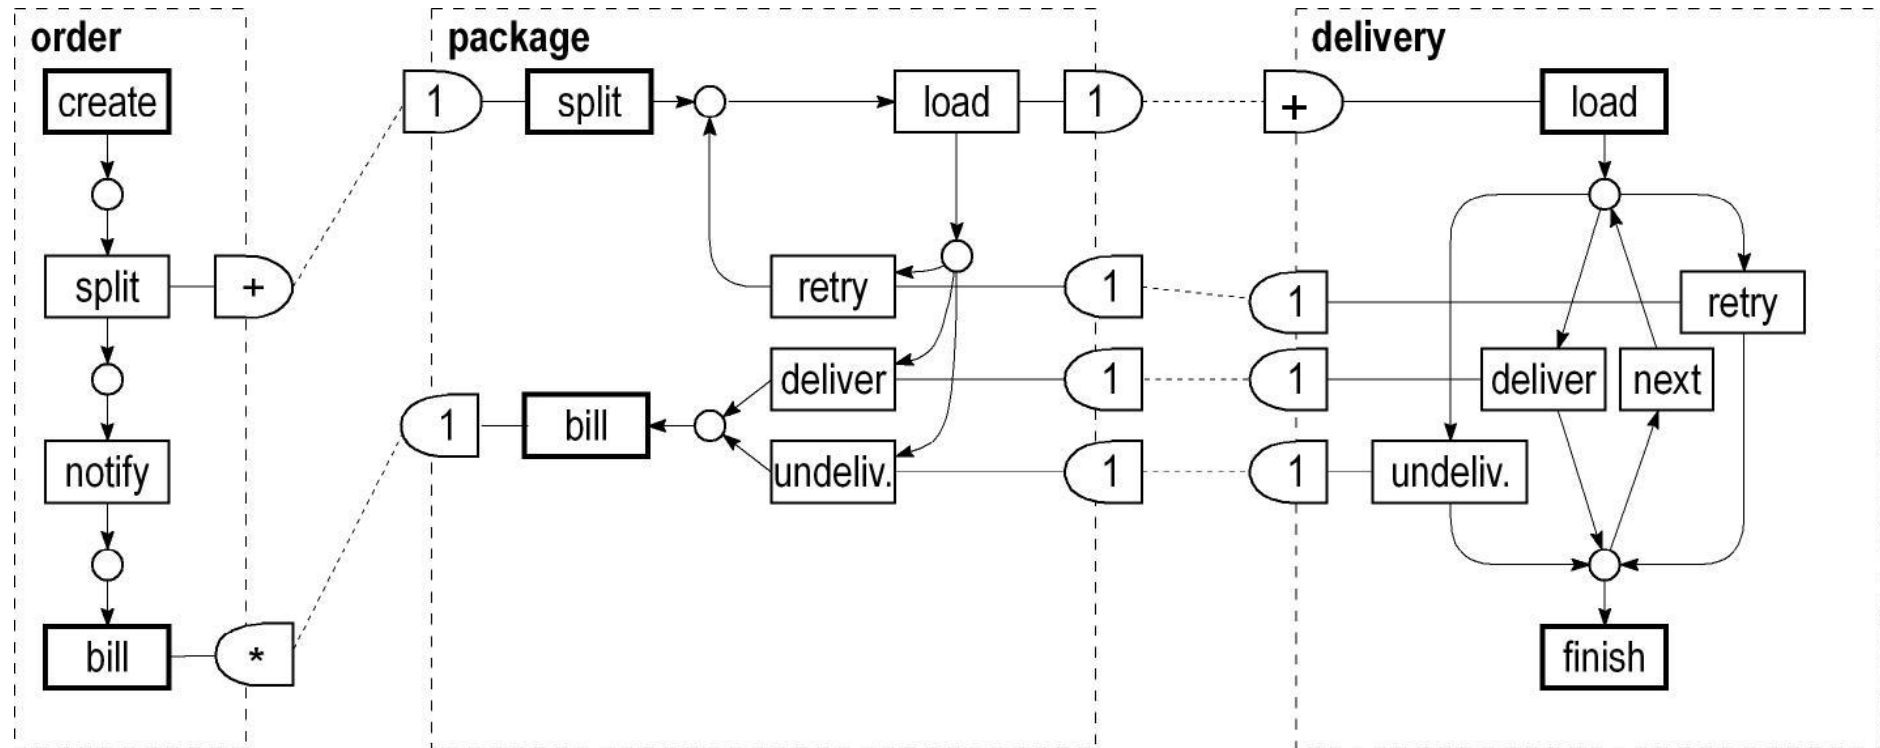 order
package
delivery
create
1
split
load
1
+
load
split
+
retry
1
1
retry
deliver
1
1
deliver
next
1
bill
notify
undeliv.
1
1
undeliv.
bill
*
finish